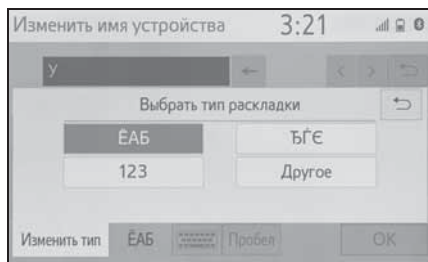 Изменить имя устройства 3:21
У
Выбрать тип раскладки
ЁАБ ЂЃЄ
123 Другое
Изменить тип ЁАБ Пробел OK